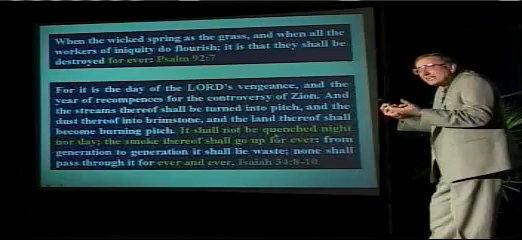 When the wicked spring as the grass, and when all the
workers of iniquity do flourish; it is that they shall be
destroyed for ever: Psalm 92:7
For it is the day of the LORD's vengeance, and the
year of recompences for the controversy of Zion. And
the streams thereof shall be turned into pitch, and the
dust thereof into brimstone, and the land thereof shall
become burning pitch. It shall not be quenched night
nor day; the smoke thereof shall go up for ever: from
generation to generation it shall lie waste; none shall
pass through it for ever and ever. Isaiah 34:8-10